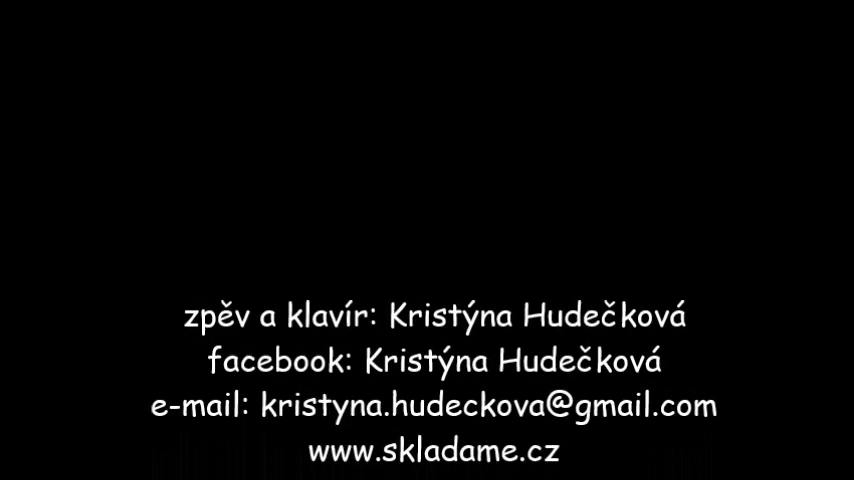 zpěv a klavír: Kristýna Hudečková
facebook: Kristýna Hudečková
e-mail: kristyna.hudeckova@gmail.com
www.skladame.cz